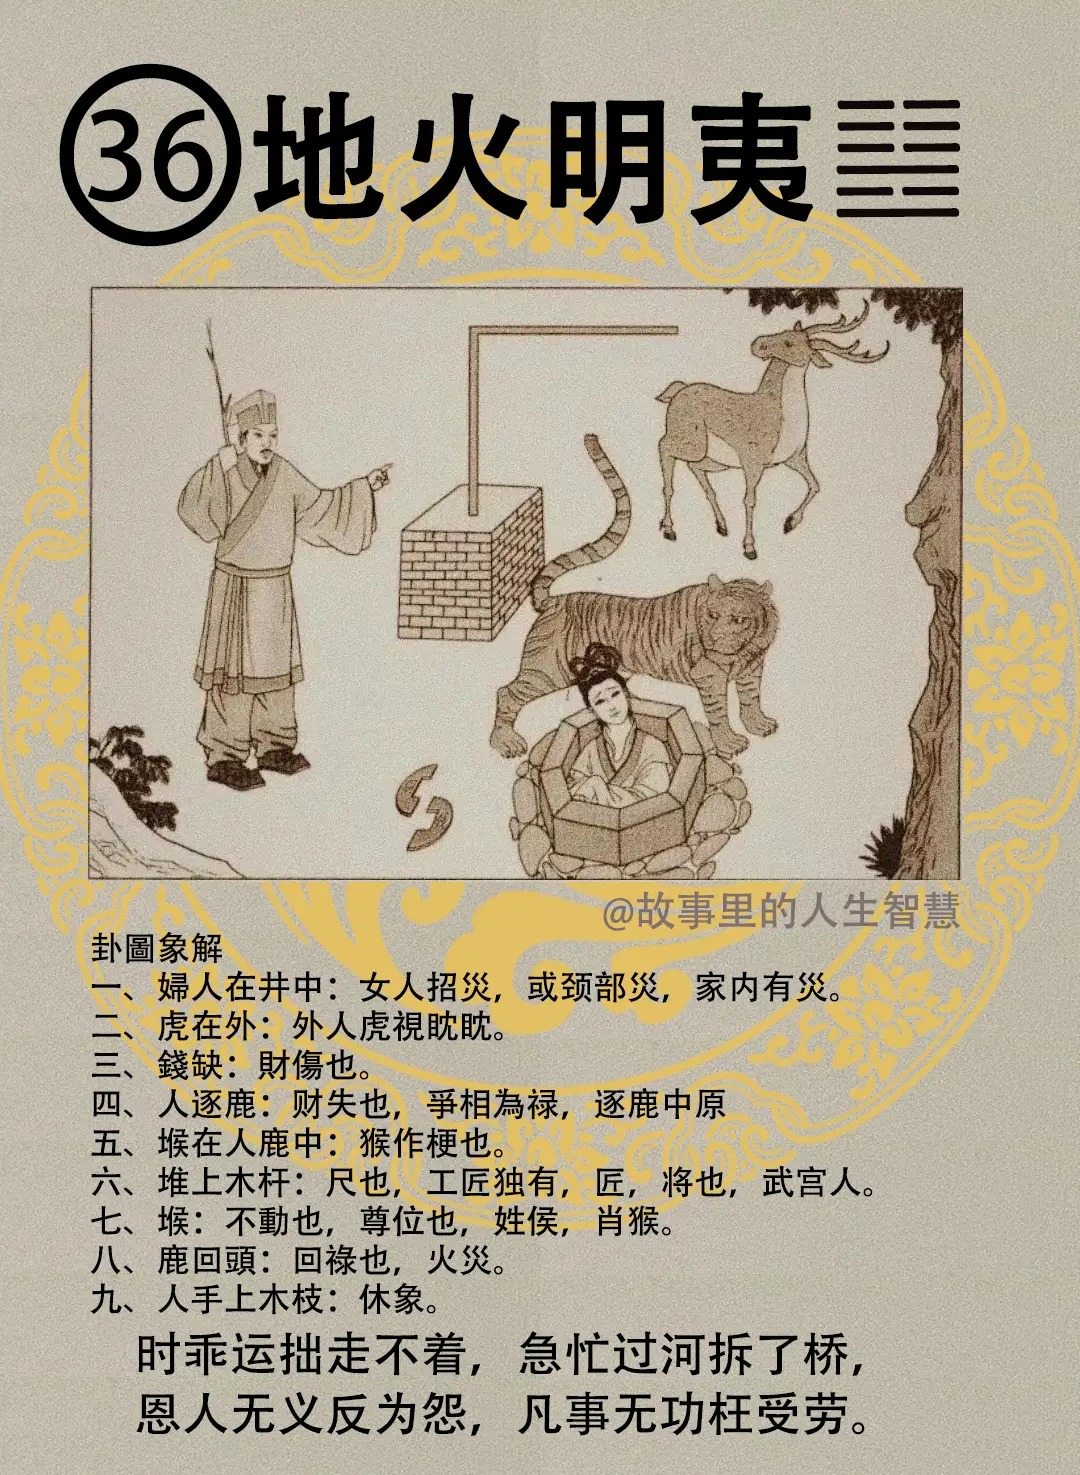 36 地火明夷
@故事里的人生智慧
卦圖象解
一、婦人在井中：女人招災，或颈部災，家内有災。
二、虎在外：外人虎視眈眈。
三、錢缺：財傷也。
四、人逐鹿：财失也，爭相為禄，逐鹿中原
五、堠在人鹿中：猴作梗也。
六、堆上木杆：尺也，工匠独有，匠，将也，武宫人。
七、堠：不動也，尊位也，姓侯，肖猴。
八、鹿回頭：回祿也，火災。
九、人手上木枝：休象。
时乖运拙走不着，急忙过河拆了桥，
恩人无义反为怨，凡事无功枉受劳。